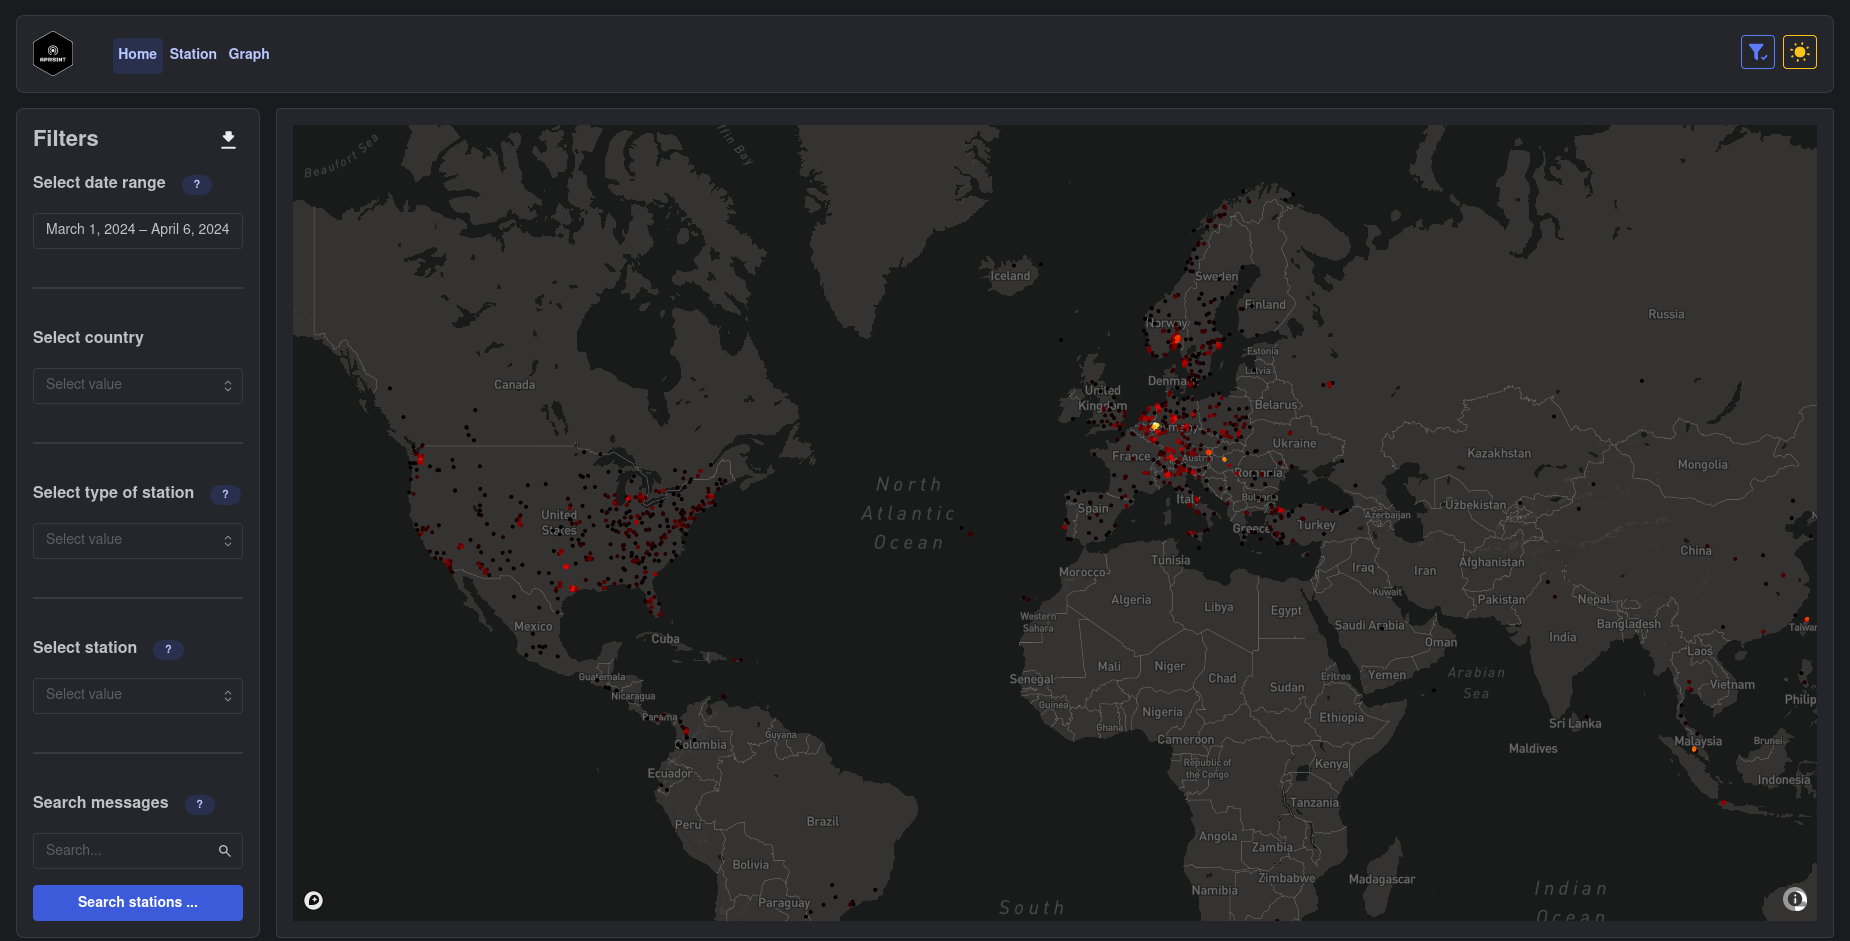 APRSINT
Home Station Graph
Filters
Select date range ?
March 1, 2024 – April 6, 2024
Select country
Select value
Select type of station ?
Select value
Select station ?
Select value
Search messages ?
Search...
Search stations ...
Beaufort Sea
ffin Bay
Iceland
Sweden
Finland
Russia
Norway
Estonia
Latvia
Canada
Denma
United
Kingdom
Belarus
Germany
Ukraine
France
Austria
Kazakhstan
Mongolia
Romania
North
Atlantic
Ocean
United
States
Spain
Italy
Bulgaria
Greece
Turkey
Azerbaijan
Uzbekistan
China
Tunisia
Morocco
Iraq
Iran
Afghanistan
Algeria
Libya
Egypt
Kuwait
Pakistan
Nepal
Western
Sahara
Saudi Arabia
Bangladesh
Taiwan
Mexico
Cuba
India
Oman
Laos
Mali
Niger
Chad
Guatemala
Senegal
Sudan
Eritrea
Yemen
Arabian
Sea
Vietnam
Nicaragua
Guinea
Nigeria
Ethiopia
Philip
Panama
Ghana
Sri Lanka
Guyana
Colombia
Cameroon
Malaysia
Brunei
Maldives
Ecuador
Republic of
the Congo
Kenya
Indonesia
Tanzania
Peru
Brazil
Angola
Zambia
Bolivia
Zimbabwe
Madagascar
Namibia
Paraguay
South
Indian
Ocean